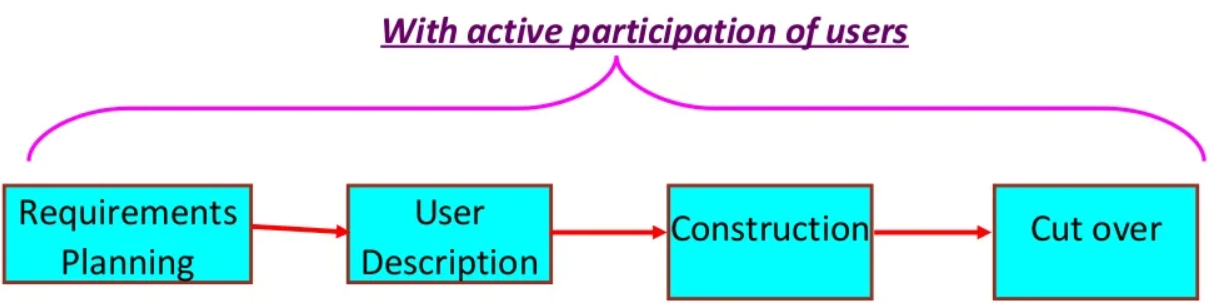 With active participation of users
Requirements
Planning
User
Description
Construction
Cut over